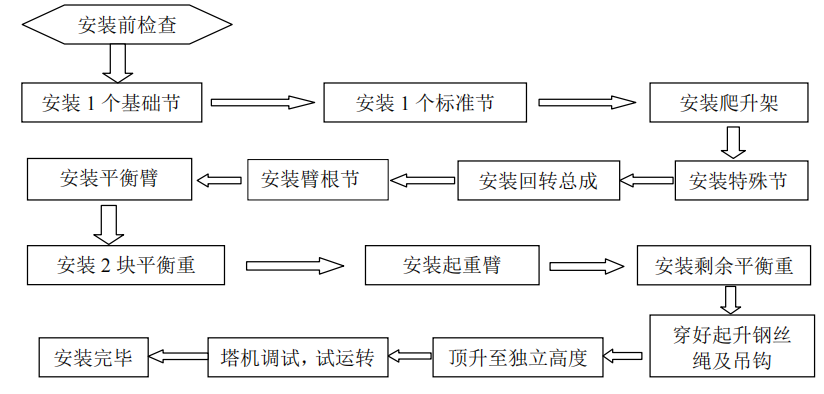 安装前检查
安装 1 个基础节
安装 1 个标准节
安装爬升架
安装特殊节
安装回转总成
安装臂根节
安装平衡臂
安装 2 块平衡重
安装起重臂
安装剩余平衡重
穿好起升钢丝
绳及吊钩
顶升至独立高度
塔机调试，试运转
安装完毕